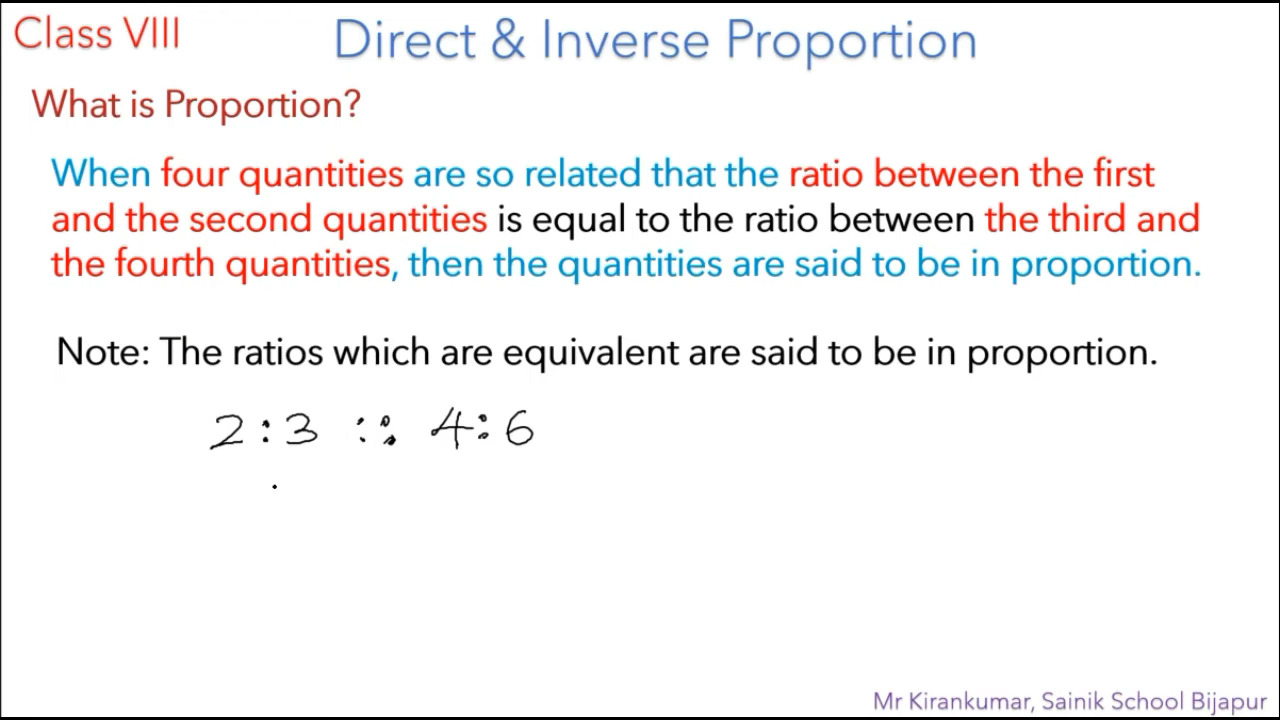 Class VIII
Direct & Inverse Proportion
What is Proportion?
When four quantities are so related that the ratio between the first
and the second quantities is equal to the ratio between the third and
the fourth quantities, then the quantities are said to be in proportion.
Note: The ratios which are equivalent are said to be in proportion.
2:3 :: 4:6
Mr Kirankumar, Sainik School Bijapur